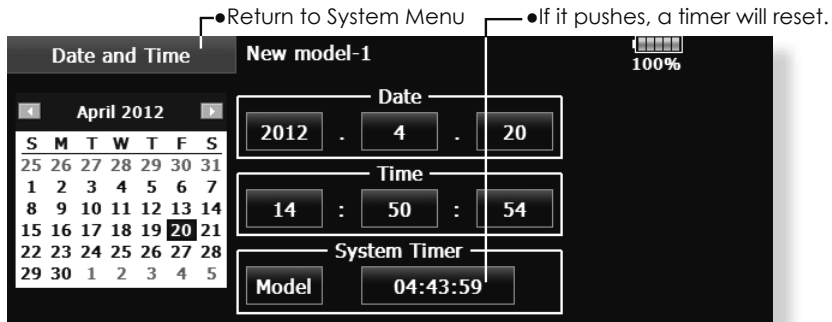 ●Return to System Menu
●If it pushes, a timer will reset.
Date and Time
New model-1
100%
April 2012
S M T W T F S
25 26 27 28 29 30 31
1 2 3 4 5 6 7
8 9 10 11 12 13 14
15 16 17 18 19 20 21
22 23 24 25 26 27 28
29 30 1 2 3 4 5
Date
2012 . 4 . 20
Time
14 : 50 : 54
System Timer
Model 04:43:59